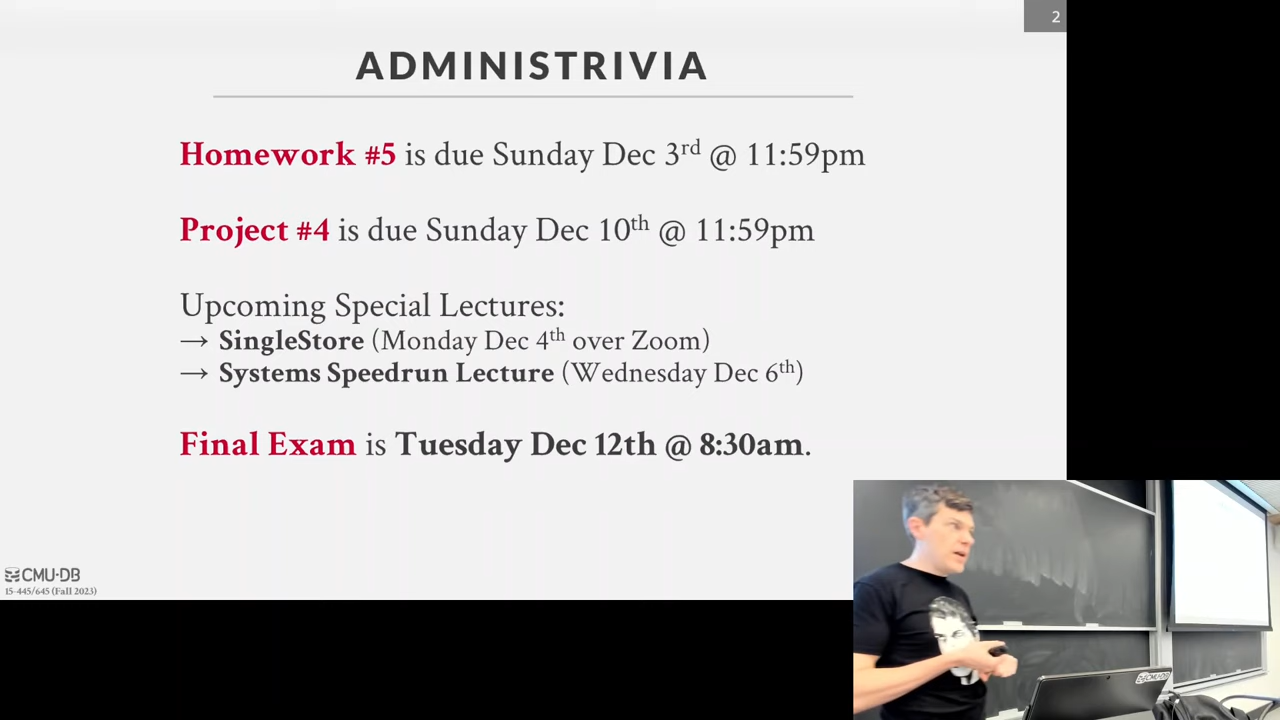 2
ADMINISTRIVIA
Homework #5 is due Sunday Dec 3rd @ 11:59pm
Project #4 is due Sunday Dec 10th @ 11:59pm
Upcoming Special Lectures:
→ SingleStore (Monday Dec 4th over Zoom)
→ Systems Speedrun Lecture (Wednesday Dec 6th)
Final Exam is Tuesday Dec 12th @ 8:30am.
CMU·DB
15-445/645 (Fall 2023)
CMU·DB